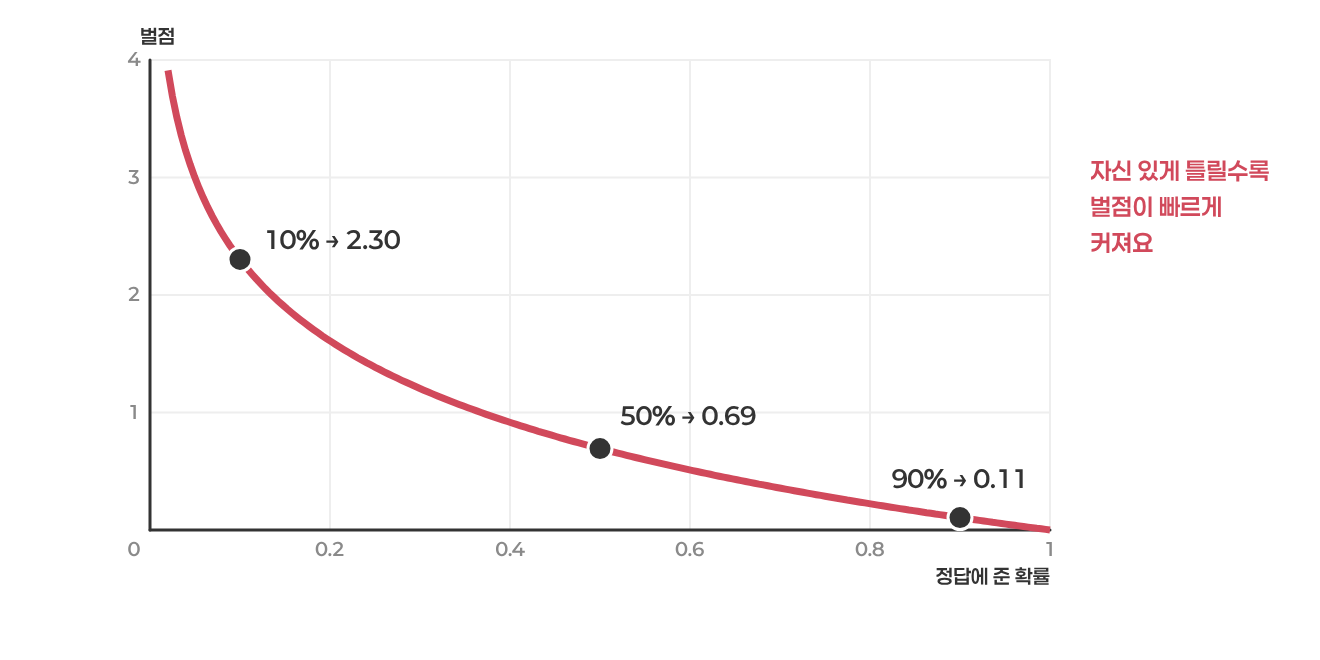 벌점
4
3
2
1
0
10% → 2.30
50% → 0.69
90% → 0.11
0.2
0.4
0.6
0.8
1
정답에 준 확률
자신 있게 틀릴수록
벌점이 빠르게
커져요